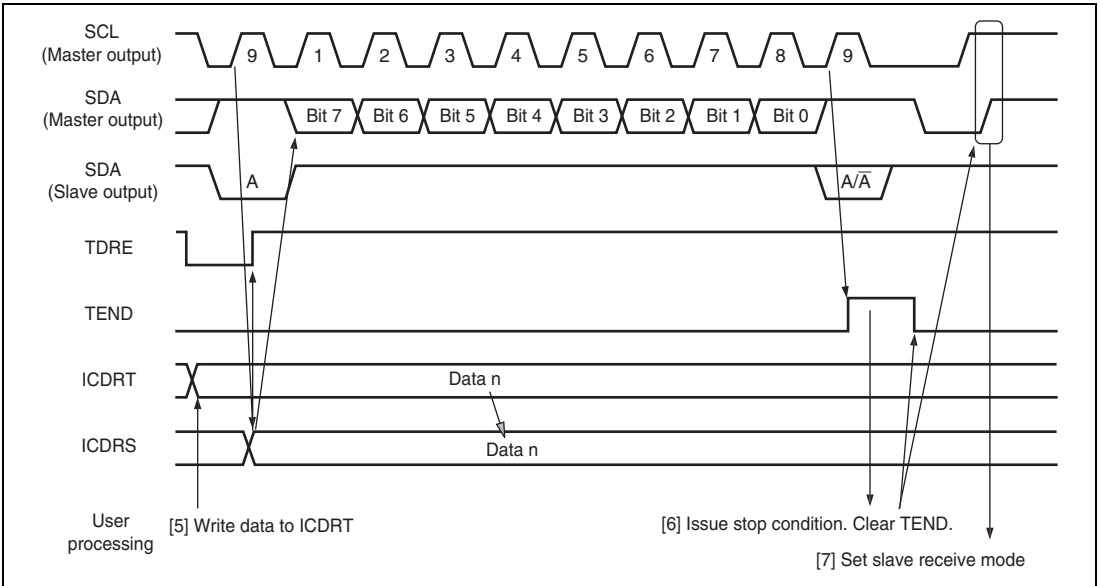 SCL
(Master output)
9 1 2 3 4 5 6 7 8 9
SDA
(Master output)
Bit 7 Bit 6 Bit 5 Bit 4 Bit 3 Bit 2 Bit 1 Bit 0
SDA
(Slave output)
A A/A̅
TDRE
TEND
ICDRT
Data n
ICDRS
Data n
User
processing
[5] Write data to ICDRT
[6] Issue stop condition. Clear TEND.
[7] Set slave receive mode